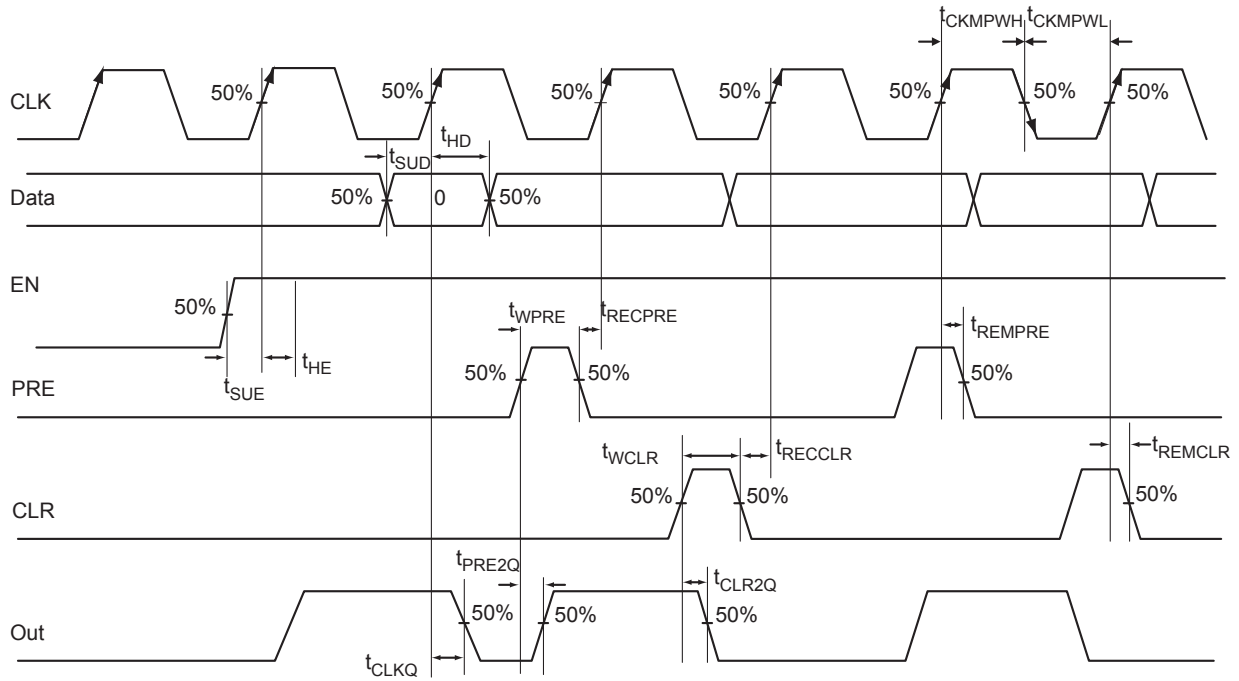 tCKMPWH tCKMPWL
CLK 50% 50% 50% 50% 50% 50% 50%
tSUD tHD
Data 50% 0 50%
EN
50%
tSUE tHE
tWPRE tRECPRE tREMPRE
PRE 50% 50% 50%
tWCLR tRECCLR tREMCLR
CLR 50% 50% 50%
tPRE2Q tCLR2Q
Out 50% 50% 50%
tCLKQ